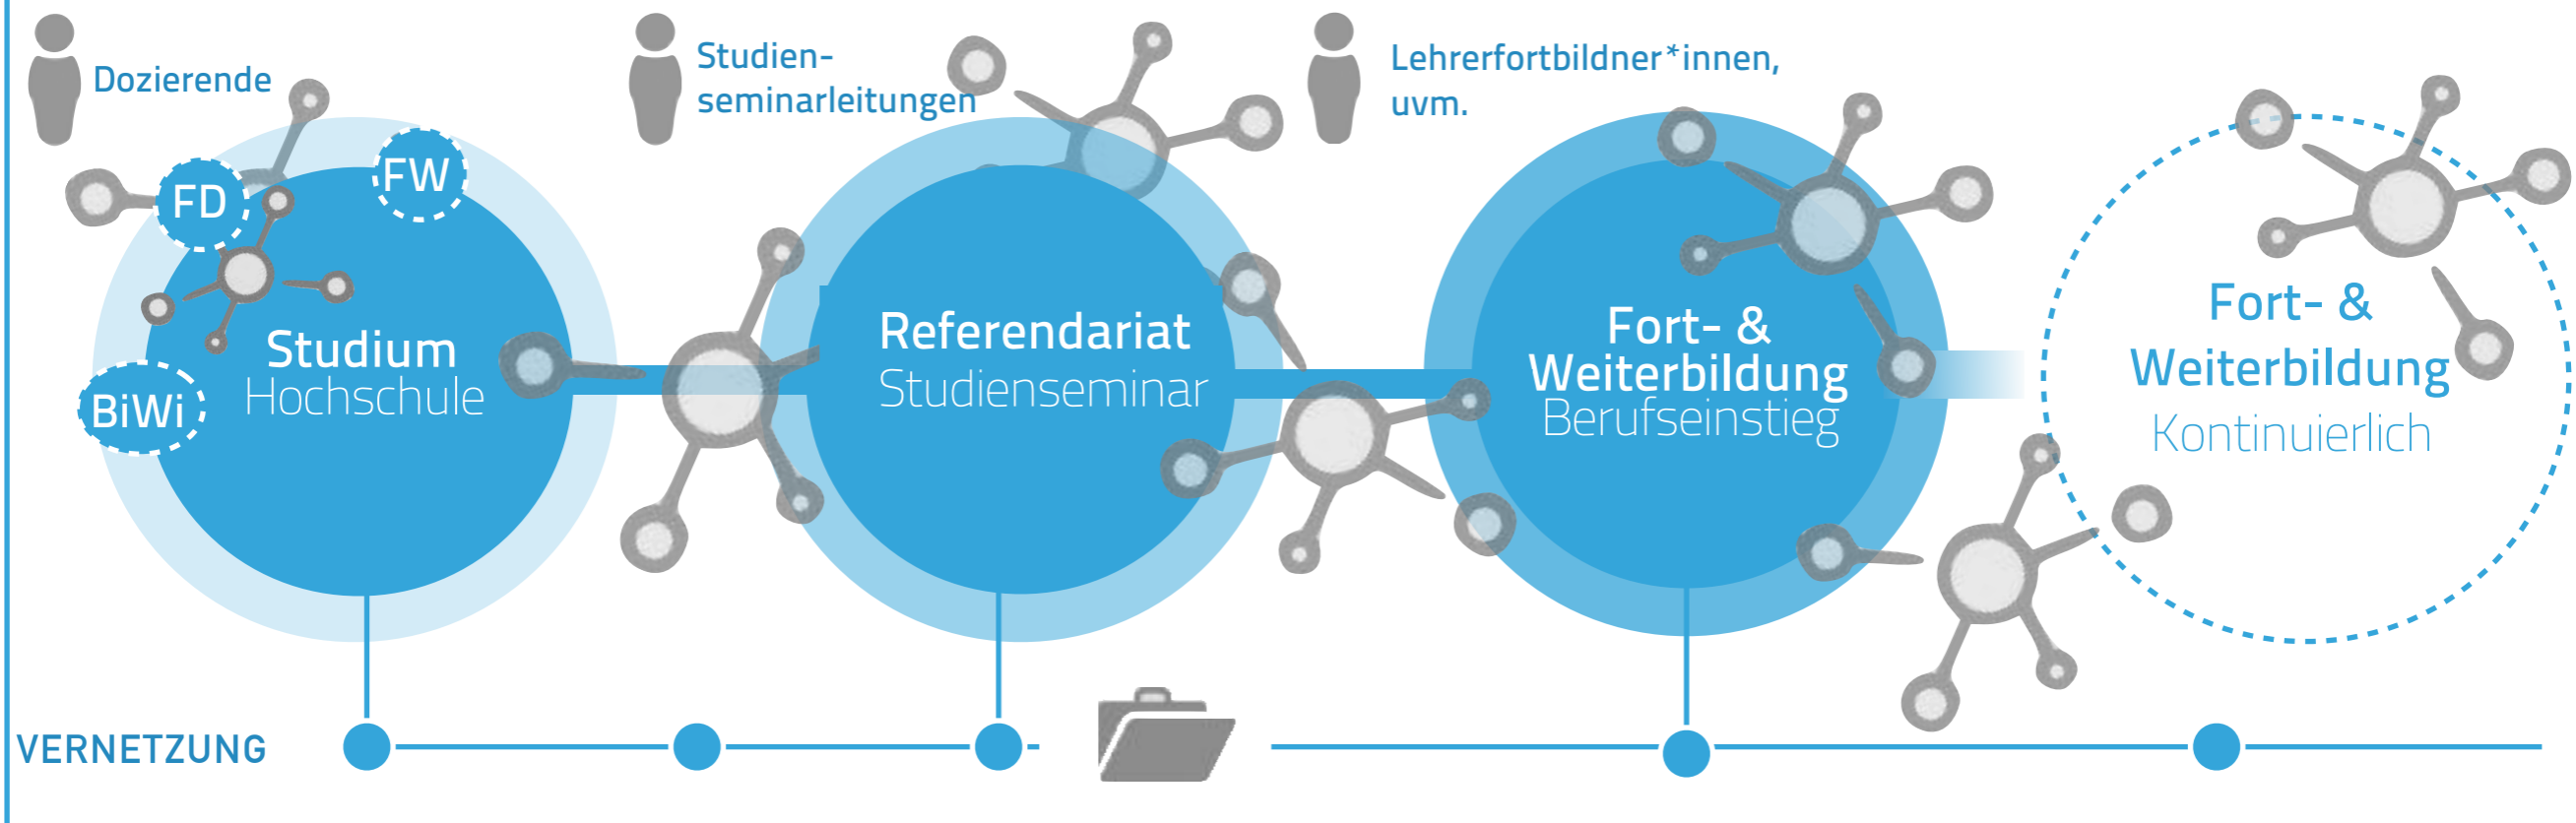 Dozierende
Studien-
seminarleitungen
Lehrerfortbildner*innen,
uvm.
FD
FW
BiWi
Studium
Hochschule
Referendariat
Studienseminar
Fort- &
Weiterbildung
Berufseinstieg
Fort- &
Weiterbildung
Kontinuierlich
VERNETZUNG